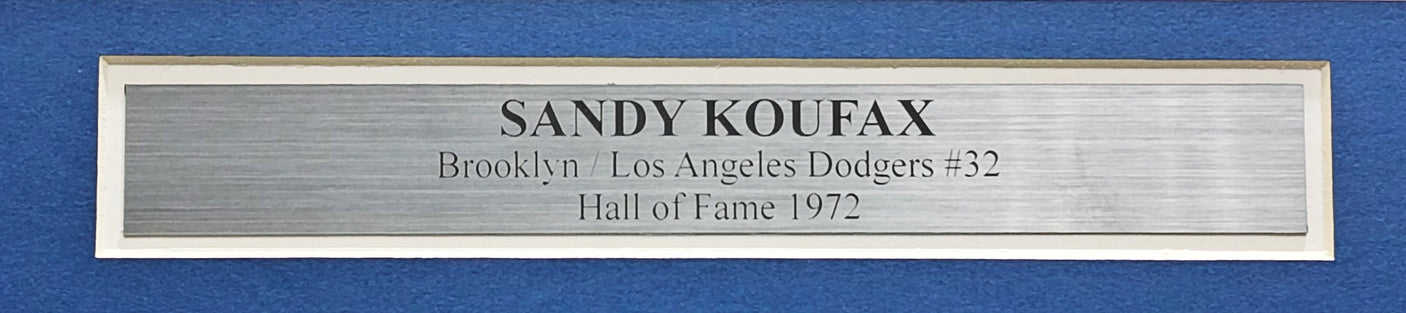 SANDY KOUFAX
Brooklyn / Los Angeles Dodgers #32
Hall of Fame 1972